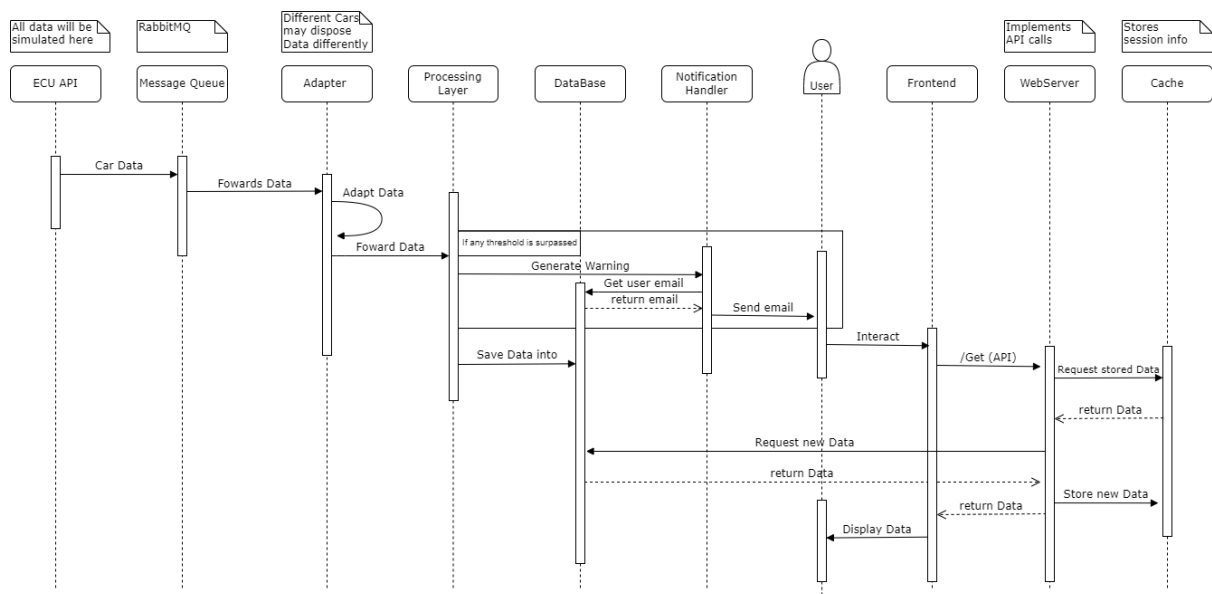 All data will be
simulated here
RabbitMQ
Different Cars
may dispose
Data differently
Implements
API calls
Stores
session info
ECU API
Message Queue
Adapter
Processing
Layer
DataBase
Notification
Handler
User
Frontend
WebServer
Cache
Car Data
Fowards Data
Adapt Data
Foward Data
If any threshold is surpassed
Generate Warning
Get user email
return email
Send email
Interact
Save Data into
/Get (API)
Request stored Data
return Data
Request new Data
return Data
Store new Data
return Data
Display Data